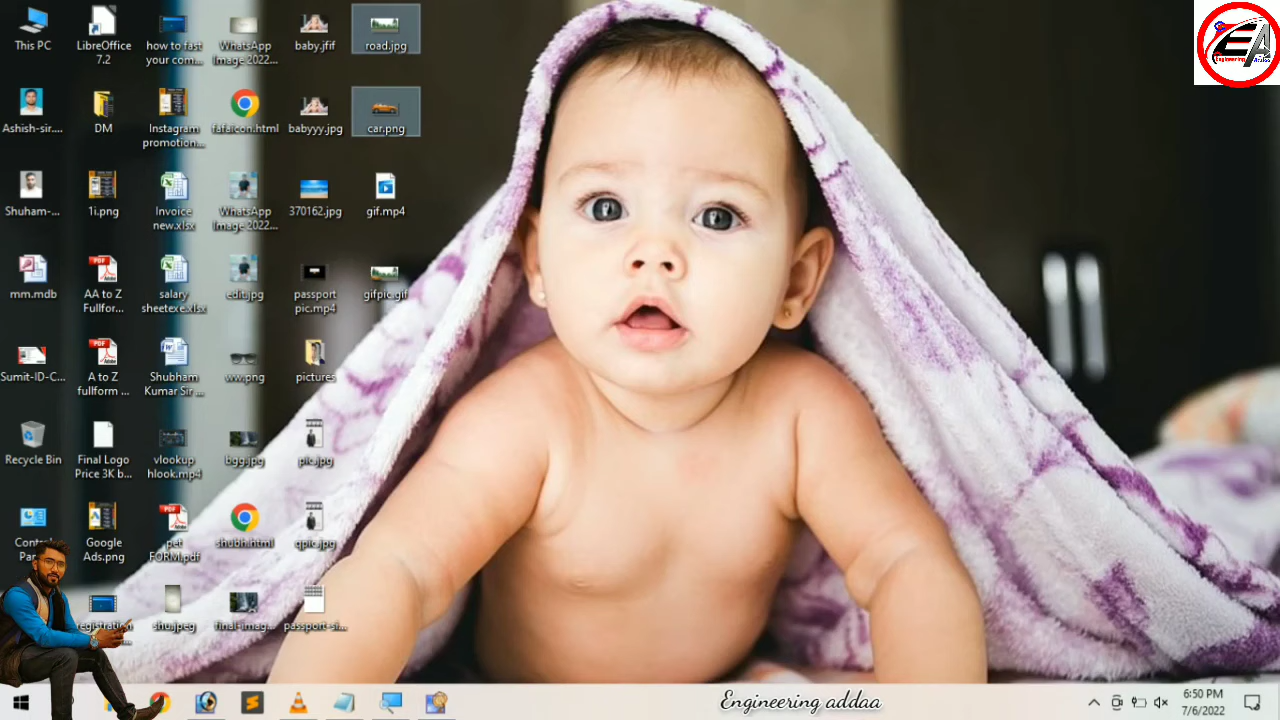 This PC
LibreOffice
7.2
how to fast
your com...
WhatsApp
Image 2022...
baby.jfif
road.jpg
Ashish-sir....
DM
Instagram
promotion...
fafaicon.html
babyyy.jpg
car.png
Shuham-...
1i.png
Invoice
new.xlsx
WhatsApp
Image 2022...
370162.jpg
gif.mp4
mm.mdb
AA to Z
Fullfor...
salary
sheetexe.xlsx
edit.jpg
passport
pic.mp4
gifpic.gif
Sumit-ID-C...
A to Z
fullform ...
Shubham
Kumar Sir ...
ww.png
pictures
Recycle Bin
Final Logo
Price 3K b...
vlookup
hlook.mp4
bgg.jpg
pic.jpg
Google
Ads.png
pet
FORM.pdf
shubh.html
qpic.jpg
shu.jpeg
final-imag...
passport-si...
Engineering addaa
6:50 PM
7/6/2022
EA
Engineering